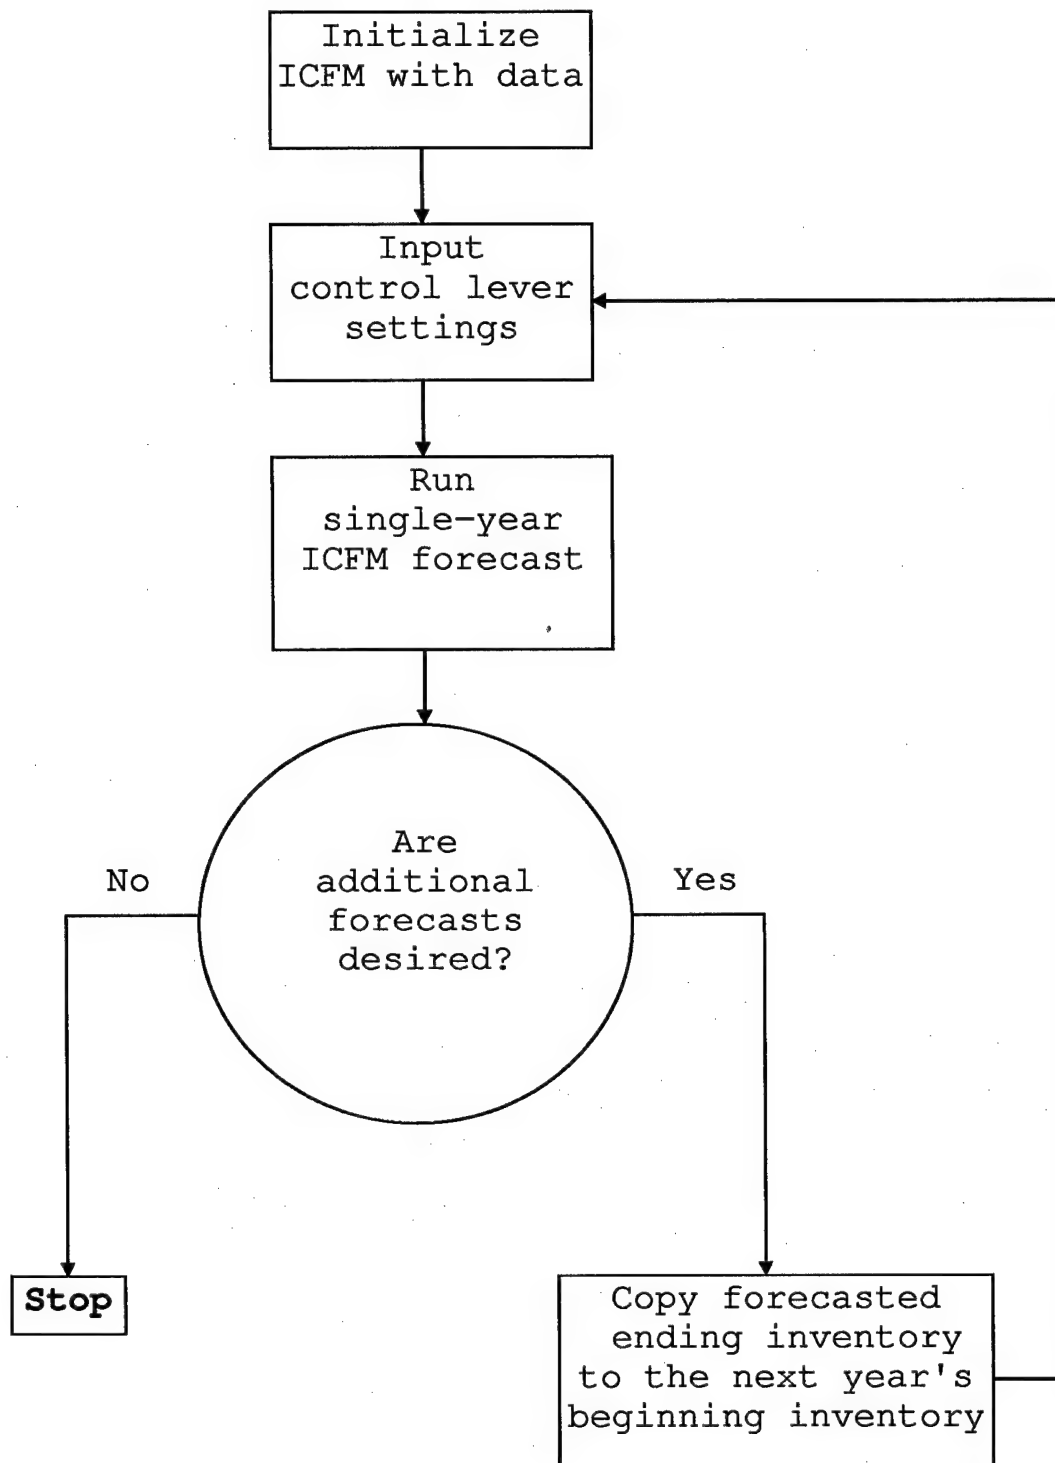 Initialize
ICFM with data
Input
control lever
settings
Run
single-year
ICFM forecast
Are
additional
forecasts
desired?
No
Yes
Stop
Copy forecasted
ending inventory
to the next year's
beginning inventory